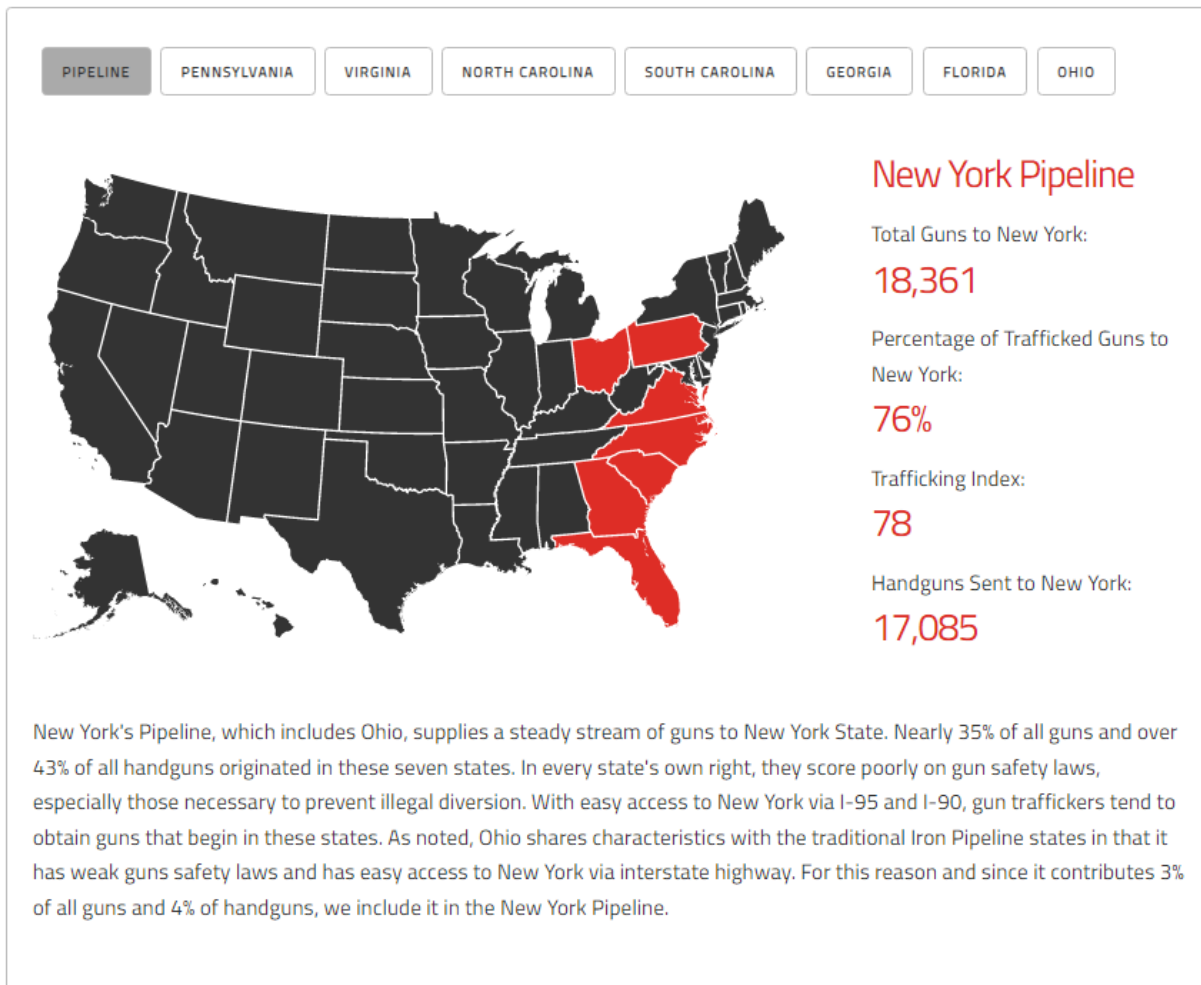 PIPELINE
PENNSYLVANIA
VIRGINIA
NORTH CAROLINA
SOUTH CAROLINA
GEORGIA
FLORIDA
OHIO
New York Pipeline
Total Guns to New York:
18,361
Percentage of Trafficked Guns to
New York:
76%
Trafficking Index:
78
Handguns Sent to New York:
17,085
New York's Pipeline, which includes Ohio, supplies a steady stream of guns to New York State. Nearly 35% of all guns and over
43% of all handguns originated in these seven states. In every state's own right, they score poorly on gun safety laws,
especially those necessary to prevent illegal diversion. With easy access to New York via I-95 and I-90, gun traffickers tend to
obtain guns that begin in these states. As noted, Ohio shares characteristics with the traditional Iron Pipeline states in that it
has weak guns safety laws and has easy access to New York via interstate highway. For this reason and since it contributes 3%
of all guns and 4% of handguns, we include it in the New York Pipeline.